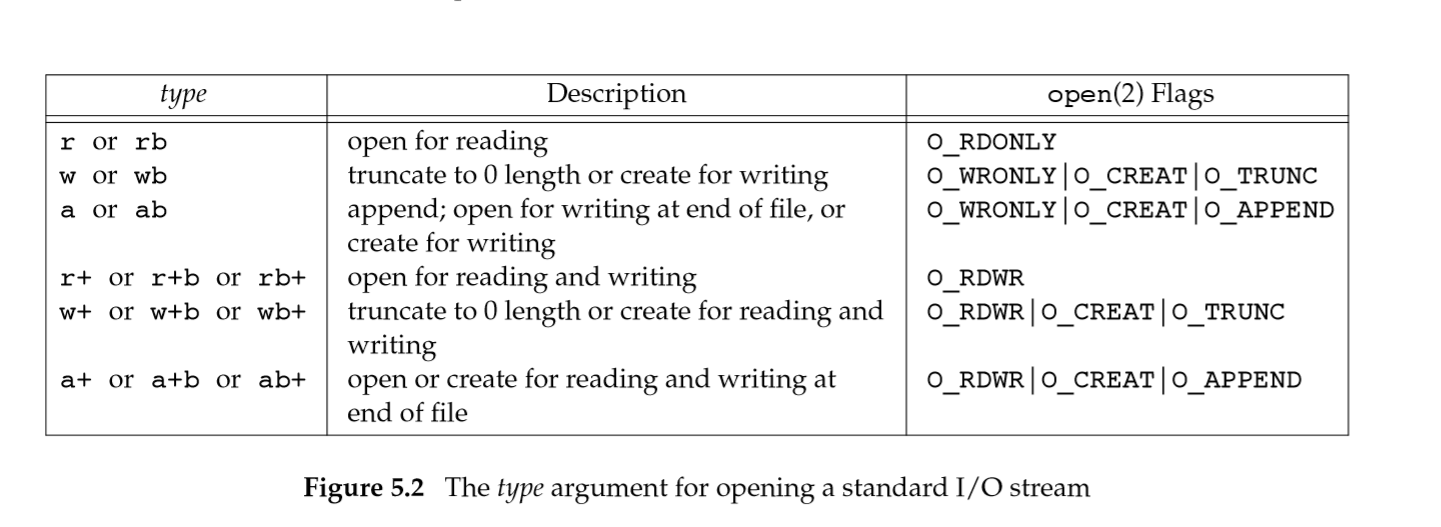 type Description open(2) Flags
r or rb open for reading O_RDONLY
w or wb truncate to 0 length or create for writing O_WRONLY|O_CREAT|O_TRUNC
a or ab append; open for writing at end of file, or O_WRONLY|O_CREAT|O_APPEND
create for writing
r+ or r+b or rb+ open for reading and writing O_RDWR
w+ or w+b or wb+ truncate to 0 length or create for reading and O_RDWR|O_CREAT|O_TRUNC
writing
a+ or a+b or ab+ open or create for reading and writing at O_RDWR|O_CREAT|O_APPEND
end of file
Figure 5.2 The type argument for opening a standard I/O stream